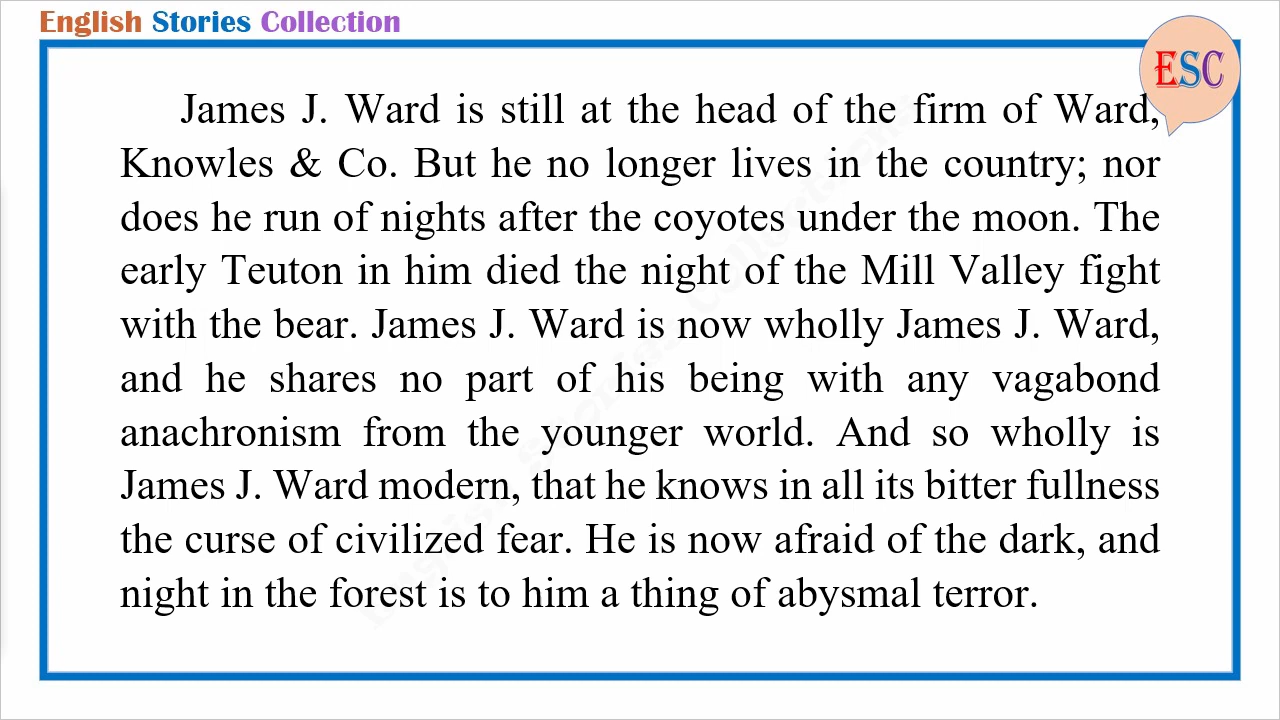 English Stories Collection
ESC
James J. Ward is still at the head of the firm of Ward,
Knowles & Co. But he no longer lives in the country; nor
does he run of nights after the coyotes under the moon. The
early Teuton in him died the night of the Mill Valley fight
with the bear. James J. Ward is now wholly James J. Ward,
and he shares no part of his being with any vagabond
anachronism from the younger world. And so wholly is
James J. Ward modern, that he knows in all its bitter fullness
the curse of civilized fear. He is now afraid of the dark, and
night in the forest is to him a thing of abysmal terror.
English Stories Collections